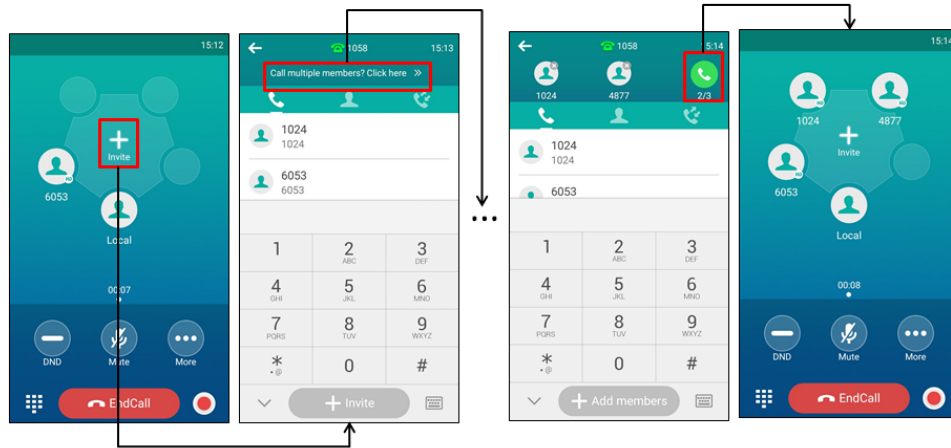 15:12
Invite
6053
Local
00:07
DND
Mute
More
EndCall
1058
15:13
Call multiple members? Click here »
1024
1024
6053
6053
1
2
ABC
3
DEF
4
GHI
5
JKL
6
MNO
7
PQRS
8
TUV
9
WXYZ
*
• @
0
#
+ Invite
...
1058
5:14
1024
4877
2/3
1024
1024
6053
1
2
ABC
3
DEF
4
GHI
5
JKL
6
MNO
7
PQRS
8
TUV
9
WXYZ
*
• @
0
#
+ Add members
15:14
1024
4877
Invite
6053
Local
00:08
DND
Mute
More
EndCall